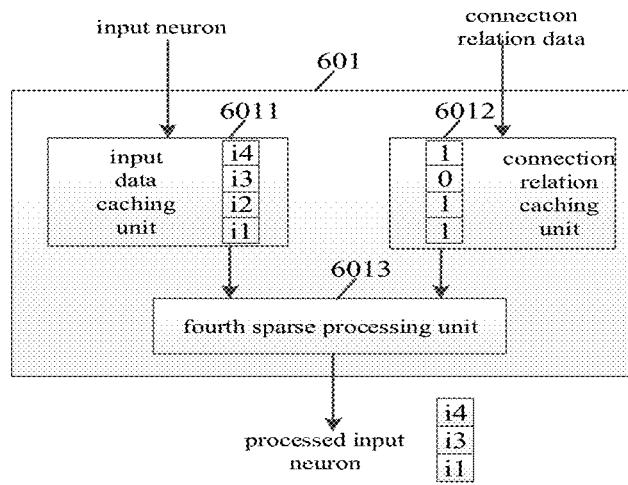 input neuron
connection
relation data
601
6011
6012
input
data
caching
unit
i4
i3
i2
i1
1
0
1
1
connection
relation
caching
unit
6013
fourth sparse processing unit
processed input
neuron
i4
i3
i1